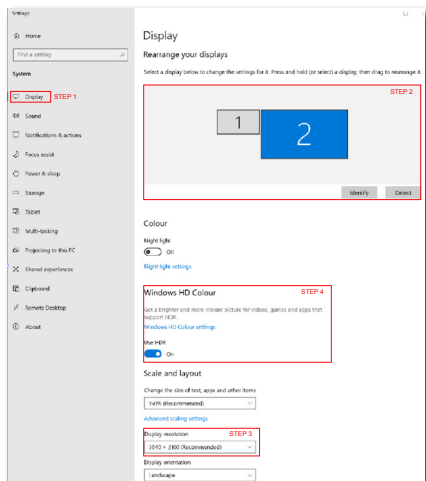 Settings
Home
Find a setting
System
Display STEP 1
Sound
Notifications & actions
Focus assist
Power & sleep
Storage
Tablet
Multi-tasking
Projecting to this PC
Shared experiences
Clipboard
Remote Desktop
About
Display
Rearrange your displays
Select a display below to change the settings for it. Press and hold (or select) a display, then drag to rearrange it.
STEP 2
1 2
Identify Detect
Colour
Night light
Off
Night light settings
Windows HD Colour STEP 4
Get a brighter and more vibrant picture for videos, games and apps that
support HDR.
Windows HD Colour settings
Use HDR
On
Scale and layout
Change the size of text, apps and other items
150% (Recommended)
Advanced scaling settings
Display resolution STEP 3
3840 × 2160 (Recommended)
Display orientation
Landscape